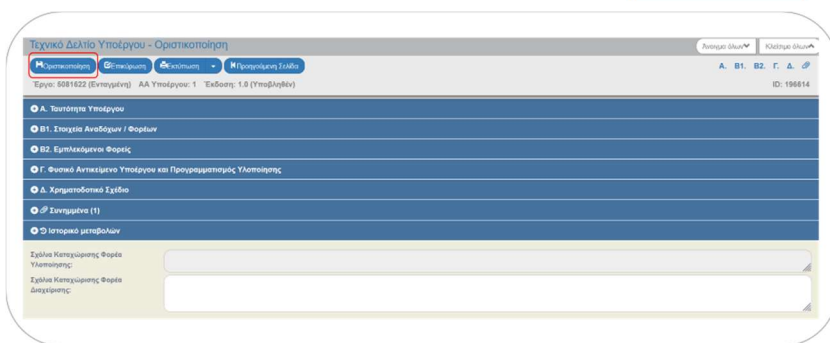 Τεχνικό Δελτίο Υποέργου - Οριστικοποίηση
Άνοιγμα όλων Κλείσιμο όλων
Οριστικοποίηση Επικύρωση Εκτύπωση Προηγούμενη Σελίδα Α. Β1. Β2. Γ. Δ.
Έργο: 5081622 (Ενταγμένη) ΑΑ Υποέργου: 1 Έκδοση: 1.0 (Υποβληθέν) ID: 196614
Α. Ταυτότητα Υποέργου
Β1. Στοιχεία Αναδόχων / Φορέων
Β2. Εμπλεκόμενοι Φορείς
Γ. Φυσικό Αντικείμενο Υποέργου και Προγραμματισμός Υλοποίησης
Δ. Χρηματοδοτικό Σχέδιο
Συνημμένα (1)
Ιστορικό μεταβολών
Σχόλια Καταχώρισης Φορέα
Υλοποίησης:
Σχόλια Καταχώρισης Φορέα
Διαχείρισης: